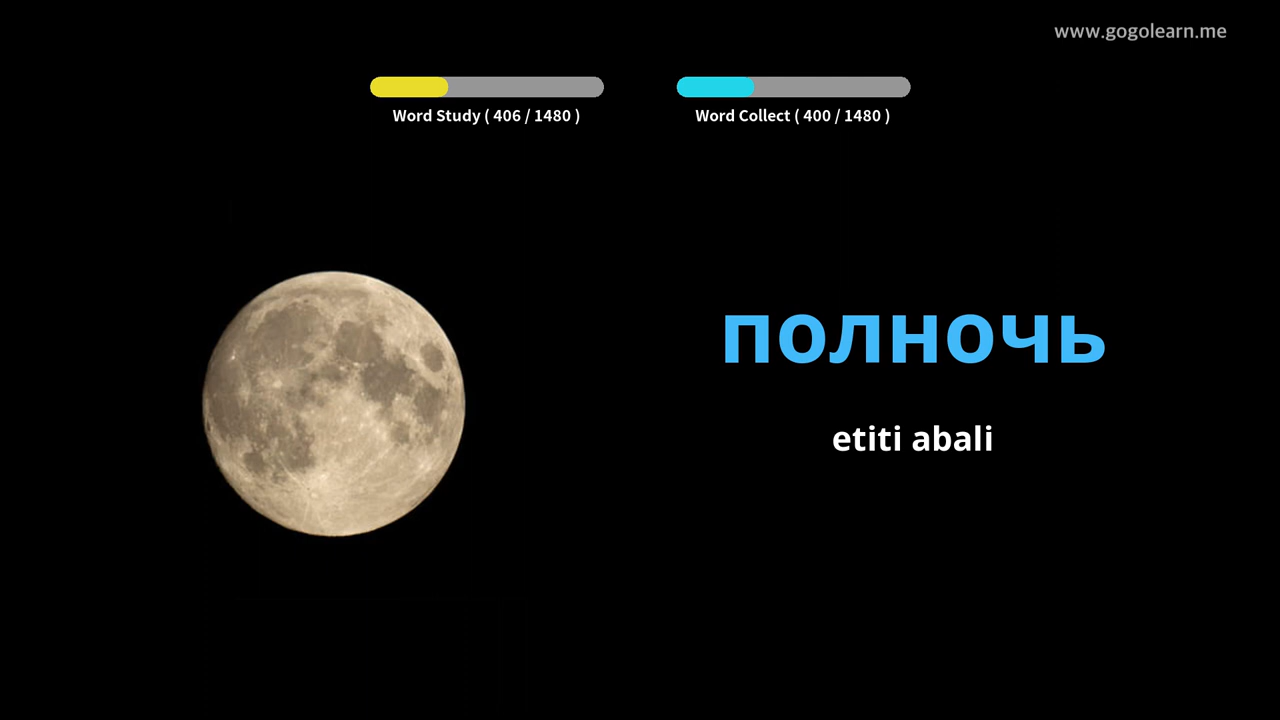 www.gogolearn.me
Word Study ( 406 / 1480 )
Word Collect ( 400 / 1480 )
полночь
etiti abali